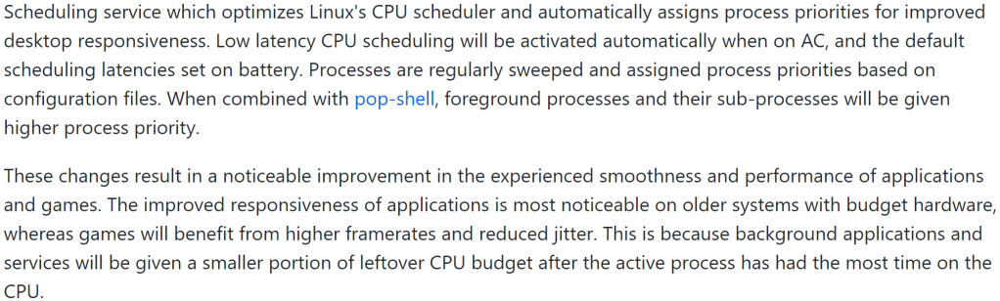 Scheduling service which optimizes Linux's CPU scheduler and automatically assigns process priorities for improved
desktop responsiveness. Low latency CPU scheduling will be activated automatically when on AC, and the default
scheduling latencies set on battery. Processes are regularly sweeped and assigned process priorities based on
configuration files. When combined with pop-shell, foreground processes and their sub-processes will be given
higher process priority.
These changes result in a noticeable improvement in the experienced smoothness and performance of applications
and games. The improved responsiveness of applications is most noticeable on older systems with budget hardware,
whereas games will benefit from higher framerates and reduced jitter. This is because background applications and
services will be given a smaller portion of leftover CPU budget after the active process has had the most time on the
CPU.